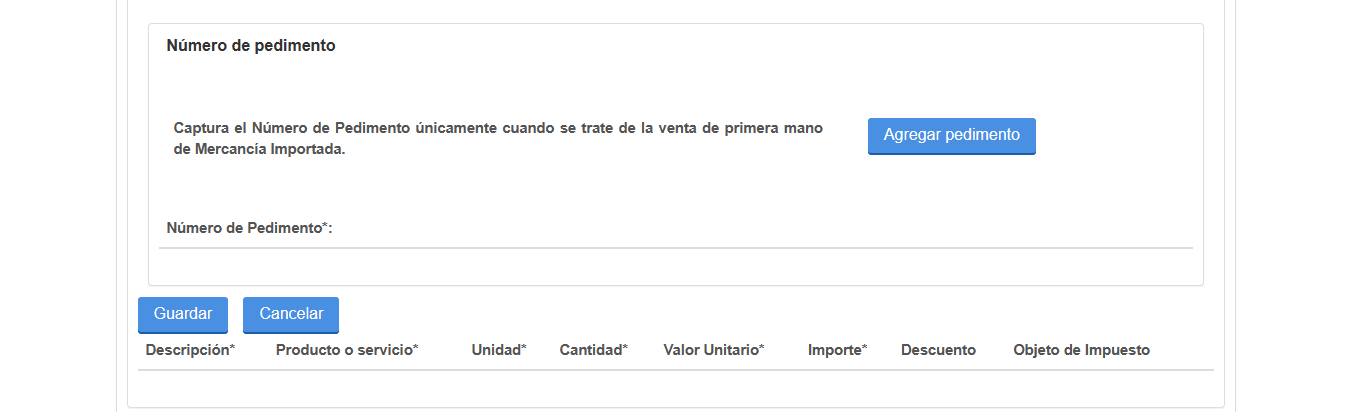 Número de pedimento
Captura el Número de Pedimento únicamente cuando se trate de la venta de primera mano
de Mercancía Importada.
Agregar pedimento
Número de Pedimento*:
Guardar Cancelar
Descripción* Producto o servicio* Unidad* Cantidad* Valor Unitario* Importe* Descuento Objeto de Impuesto